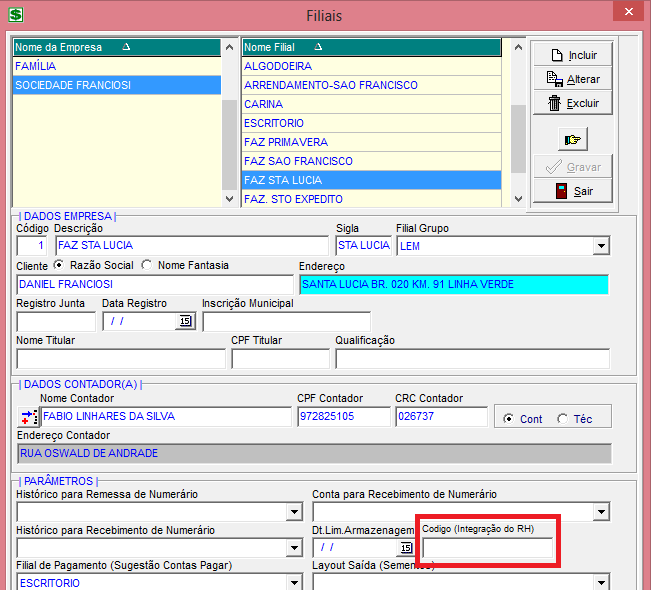 Filiais
Nome da Empresa Nome Filial
FAMÍLIA
SOCIEDADE FRANCIOSI
ALGODOEIRA
ARRENDAMENTO-SAO FRANCISCO
CARINA
ESCRITORIO
FAZ PRIMAVERA
FAZ SAO FRANCISCO
FAZ STA LUCIA
FAZ. STO EXPEDITO
Incluir
Alterar
Excluir
Gravar
Sair
| DADOS EMPRESA |
Código Descrição Sigla Filial Grupo
1 FAZ STA LUCIA STA LUCIA LEM
Cliente Razão Social Nome Fantasia Endereço
DANIEL FRANCIOSI SANTA LUCIA BR. 020 KM. 91 LINHA VERDE
Registro Junta Data Registro Inscrição Municipal
/ / 15
Nome Titular CPF Titular Qualificação
| DADOS CONTADOR(A) |
Nome Contador CPF Contador CRC Contador
FABIO LINHARES DA SILVA 972825105 026737 Cont Téc
Endereço Contador
RUA OSWALD DE ANDRADE
| PARÂMETROS |
Histórico para Remessa de Numerário Conta para Recebimento de Numerário
Histórico para Recebimento de Numerário Dt.Lim.Armazenagem Codigo (Integração do RH)
/ / 15
Filial de Pagamento (Sugestão Contas Pagar) Layout Saída (Sementes)
ESCRITORIO